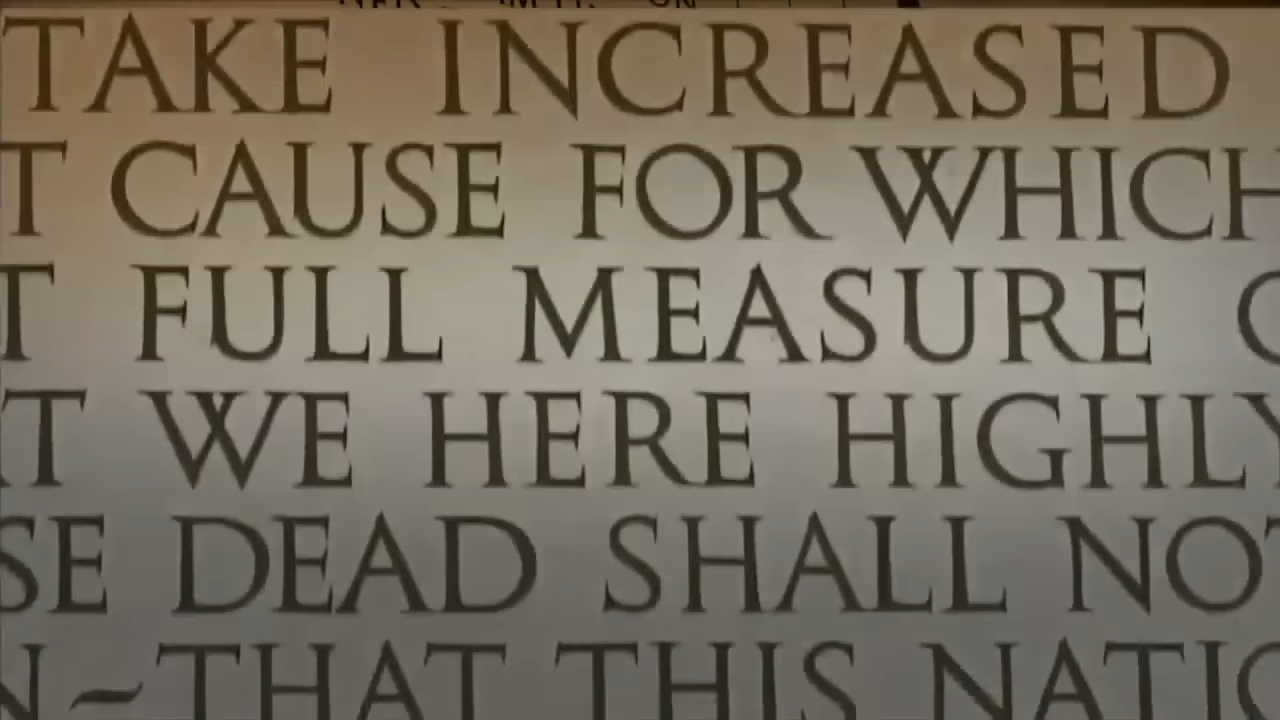 TAKE INCREASED
T CAUSE FOR WHICH
T FULL MEASURE
T WE HERE HIGHLY
SE DEAD SHALL NOT
N~THAT THIS NATIO